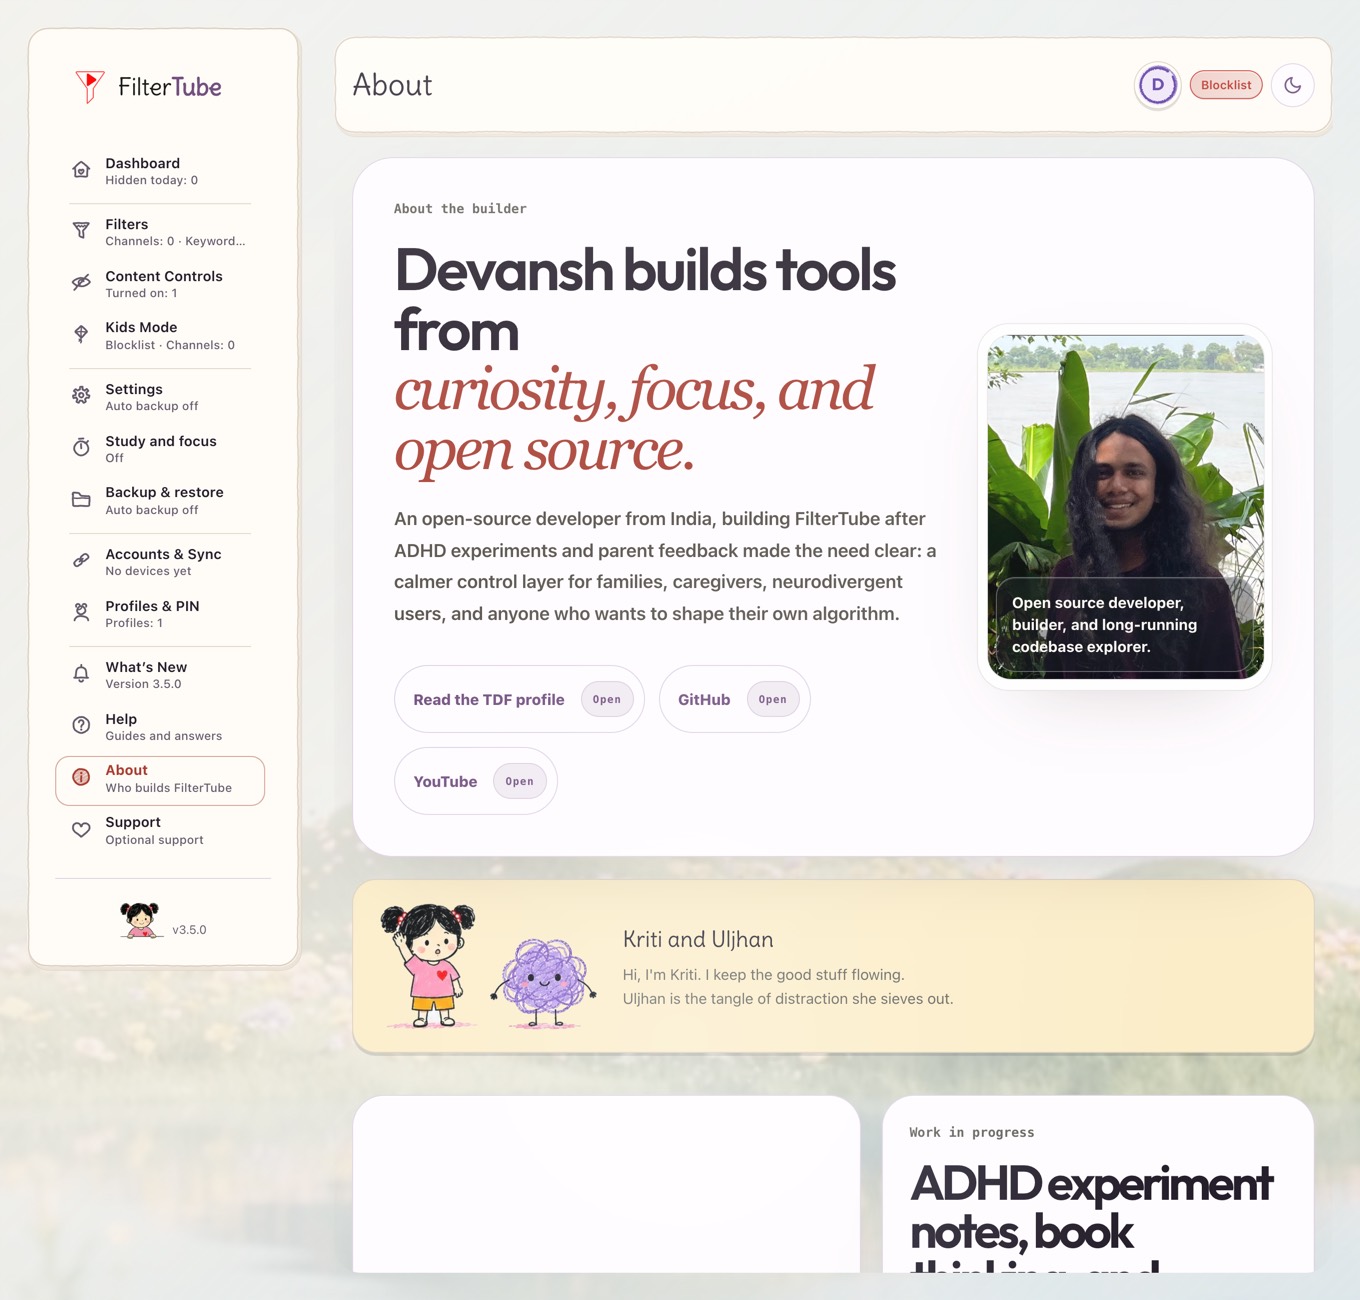 FilterTube
Dashboard
Hidden today: 0
Filters
Channels: 0 · Keyword...
Content Controls
Turned on: 1
Kids Mode
Blocklist · Channels: 0
Settings
Auto backup off
Study and focus
Off
Backup & restore
Auto backup off
Accounts & Sync
No devices yet
Profiles & PIN
Profiles: 1
What's New
Version 3.5.0
Help
Guides and answers
About
Who builds FilterTube
Support
Optional support
v3.5.0
About
D
Blocklist
About the builder
Devansh builds tools
from
curiosity, focus, and
open source.
An open-source developer from India, building FilterTube after
ADHD experiments and parent feedback made the need clear: a
calmer control layer for families, caregivers, neurodivergent
users, and anyone who wants to shape their own algorithm.
Read the TDF profile Open
GitHub Open
YouTube Open
Open source developer,
builder, and long-running
codebase explorer.
Kriti and Uljhan
Hi, I'm Kriti. I keep the good stuff flowing.
Uljhan is the tangle of distraction she sieves out.
Work in progress
ADHD experiment
notes, book
thinking, and